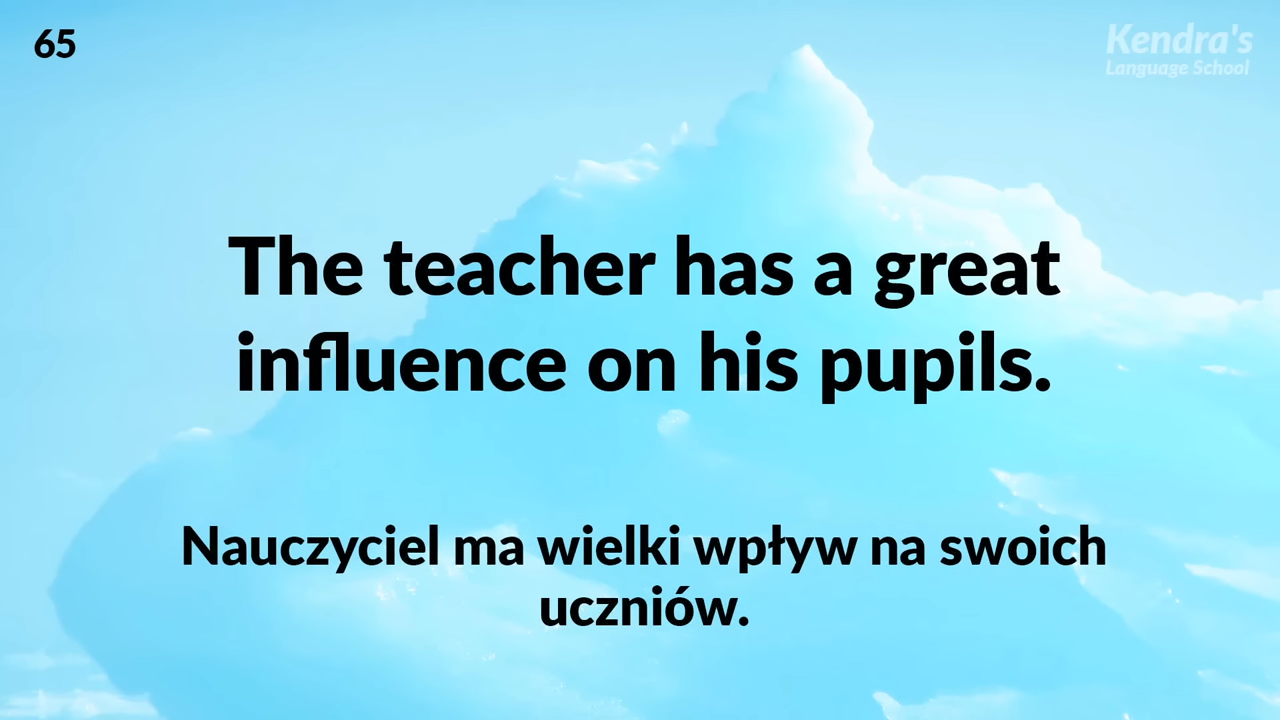 65
Kendra's
Language School
The teacher has a great
influence on his pupils.
Nauczyciel ma wielki wpływ na swoich
uczniów.